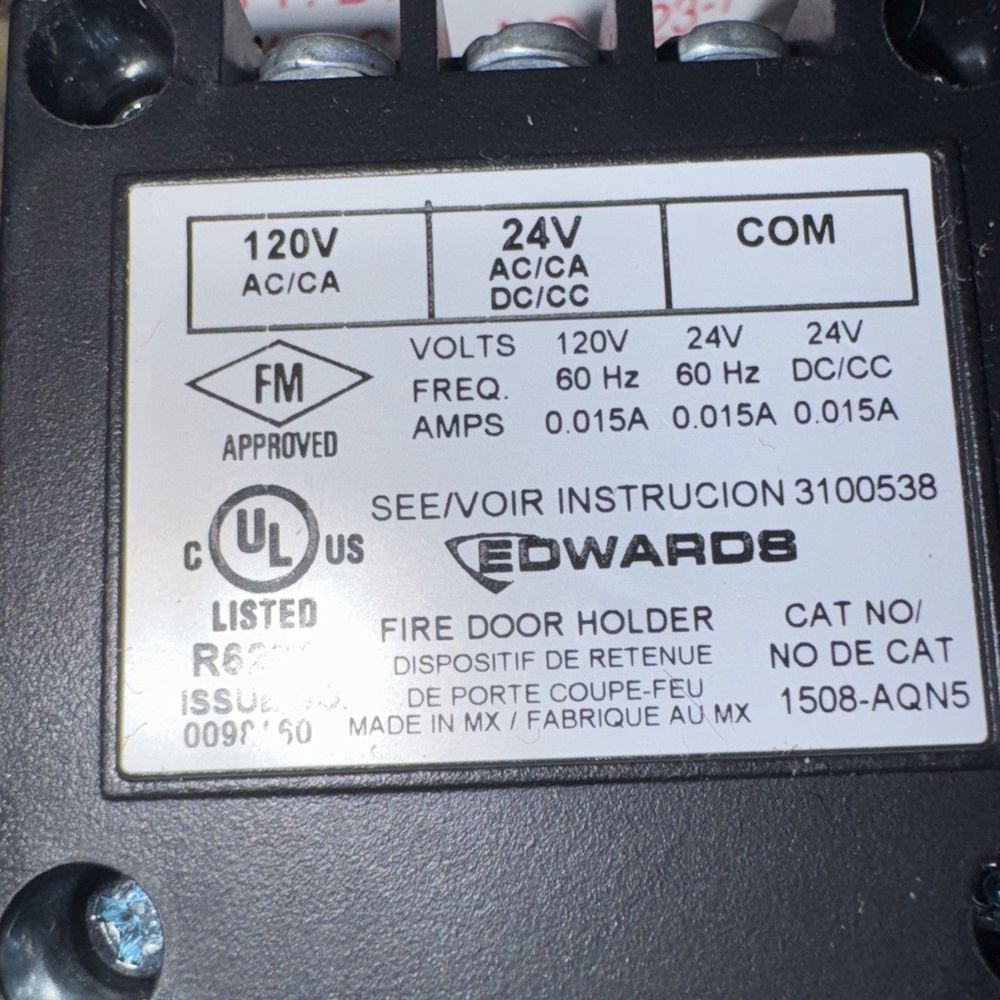 120V
AC/CA
24V
AC/CA
DC/CC
COM
FM
APPROVED
VOLTS 120V 24V 24V
FREQ. 60 Hz 60 Hz DC/CC
AMPS 0.015A 0.015A 0.015A
SEE/VOIR INSTRUCION 3100538
C UL US
LISTED
EDWARDS
FIRE DOOR HOLDER
DISPOSITIF DE RETENUE
DE PORTE COUPE-FEU
MADE IN MX / FABRIQUE AU MX
CAT NO/
NO DE CAT
1508-AQN5